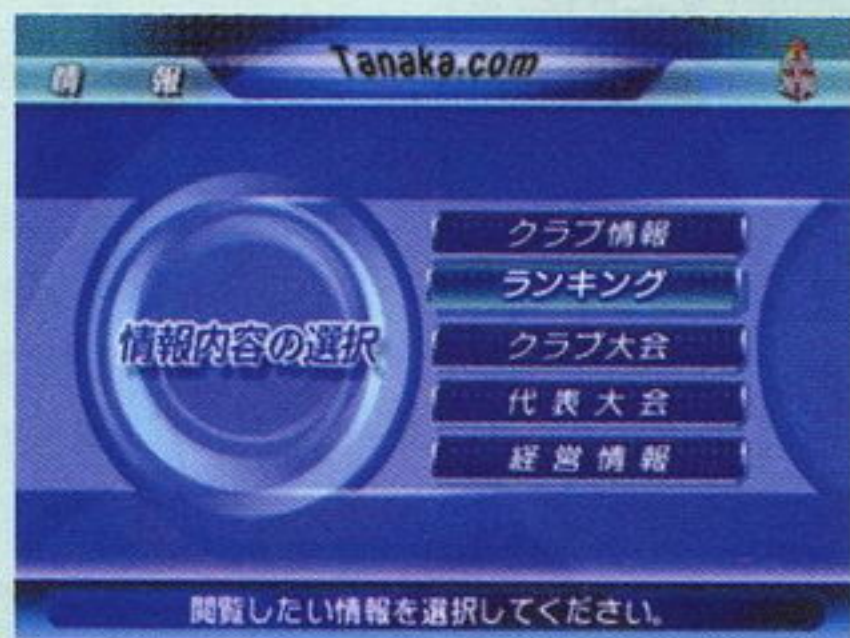 情報
Tanaka.com
クラブ情報
ランキング
情報内容の選択
クラブ大会
代表大会
経営情報
閲覧したい情報を選択してください。